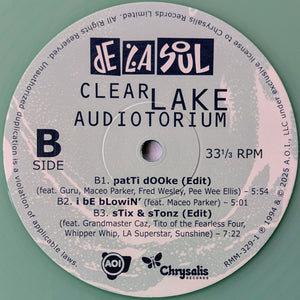 DE LA SOUL
CLEAR LAKE
AUDIOTORIUM
B
SIDE
33 1/3 RPM
B1. patTi dOOke (Edit)
(feat. Guru, Maceo Parker, Fred Wesley, Pee Wee Ellis) – 5:54
B2. i bE bLowiN’ (Edit)
(feat. Maceo Parker) – 5:01
B3. sTix & sTonz (Edit)
(feat. Grandmaster Caz, Tito of the Fearless Four,
Whipper Whip, LA Superstar, Sunshine) – 7:22
AOI
Chrysalis
RECORDS
RMM-329-1 ℗ 1994 & © 2025 A.O.I., LLC under exclusive license to Chrysalis Records Limited. All Rights Reserved. Unauthorized duplication is a violation of applicable laws.